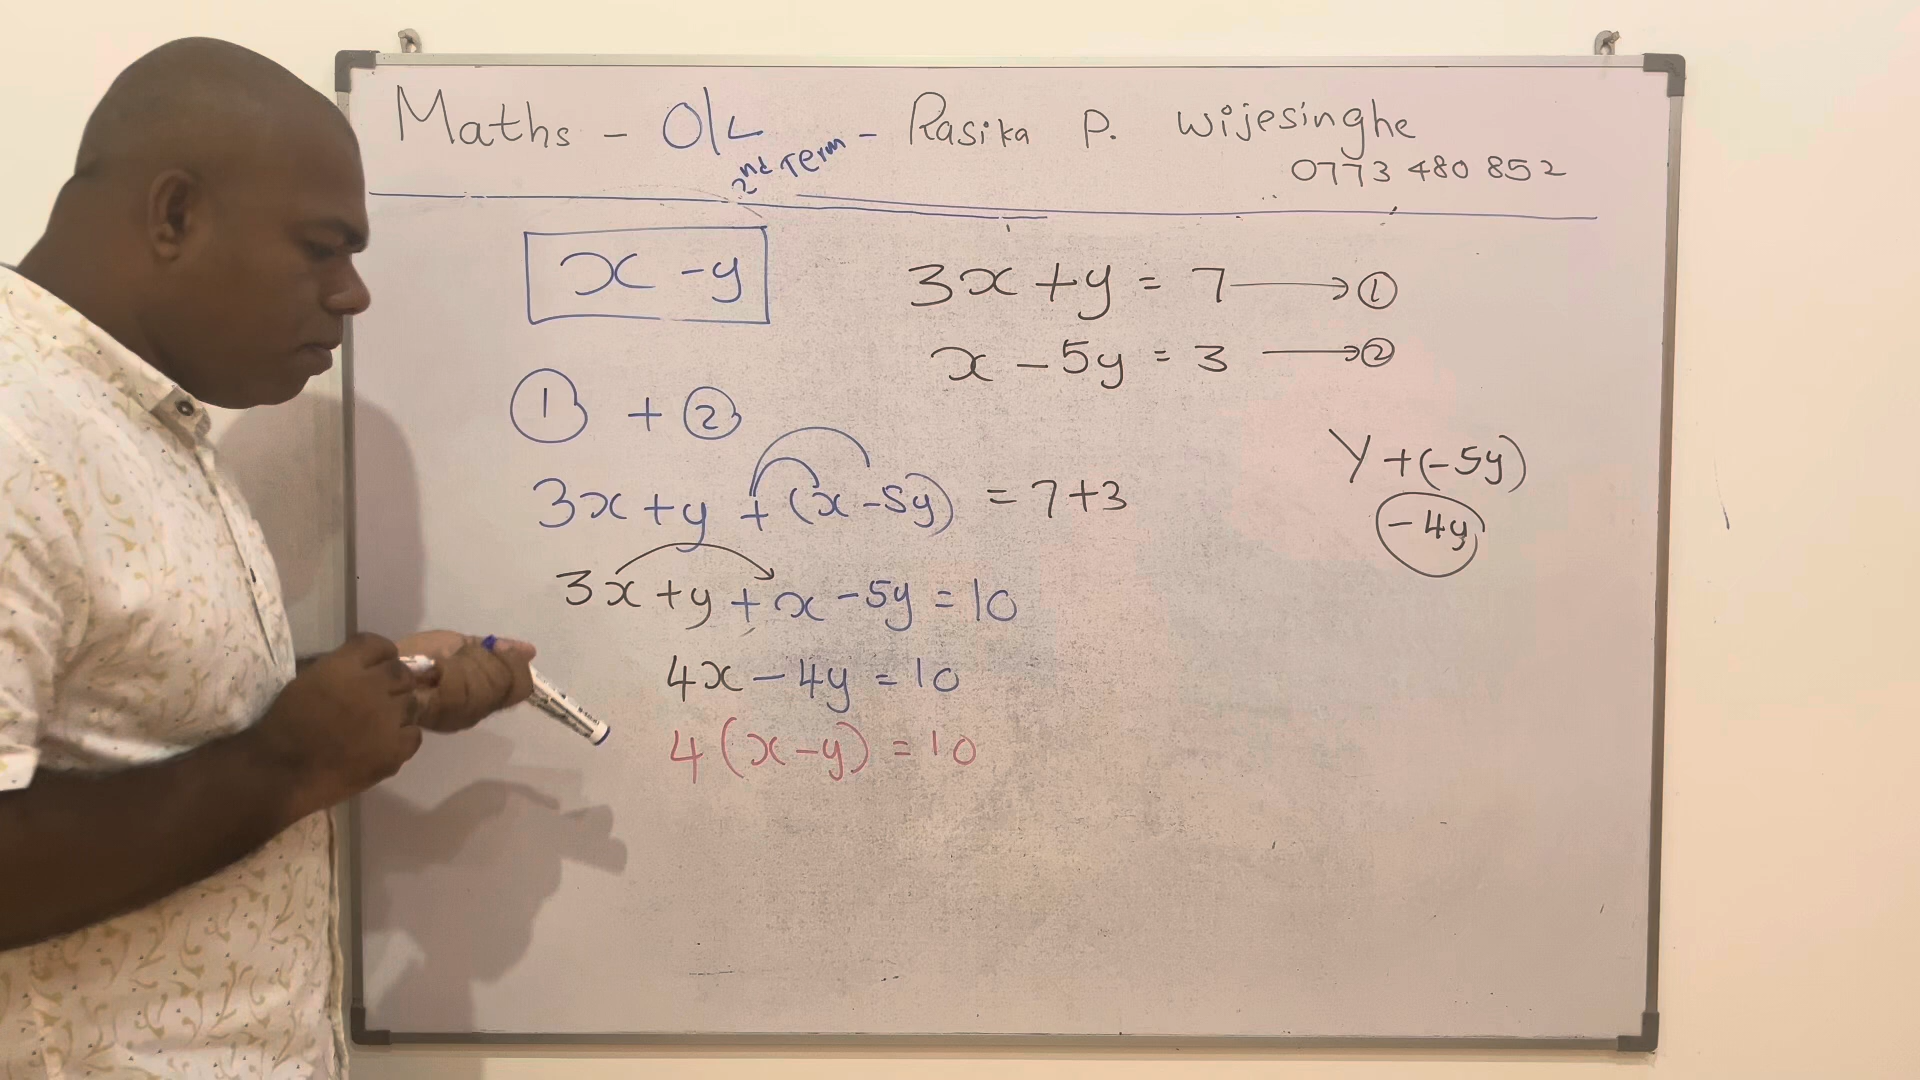 Maths - O/L - Rasika P. Wijesinghe
2nd Term
0773 480 852
x - y
3x + y = 7 → ①
x - 5y = 3 → ②
① + ②
3x + y + (x - 5y) = 7 + 3
Y + (-5y)
- 4y
3x + y + x - 5y = 10
4x - 4y = 10
4 (x - y) = 10